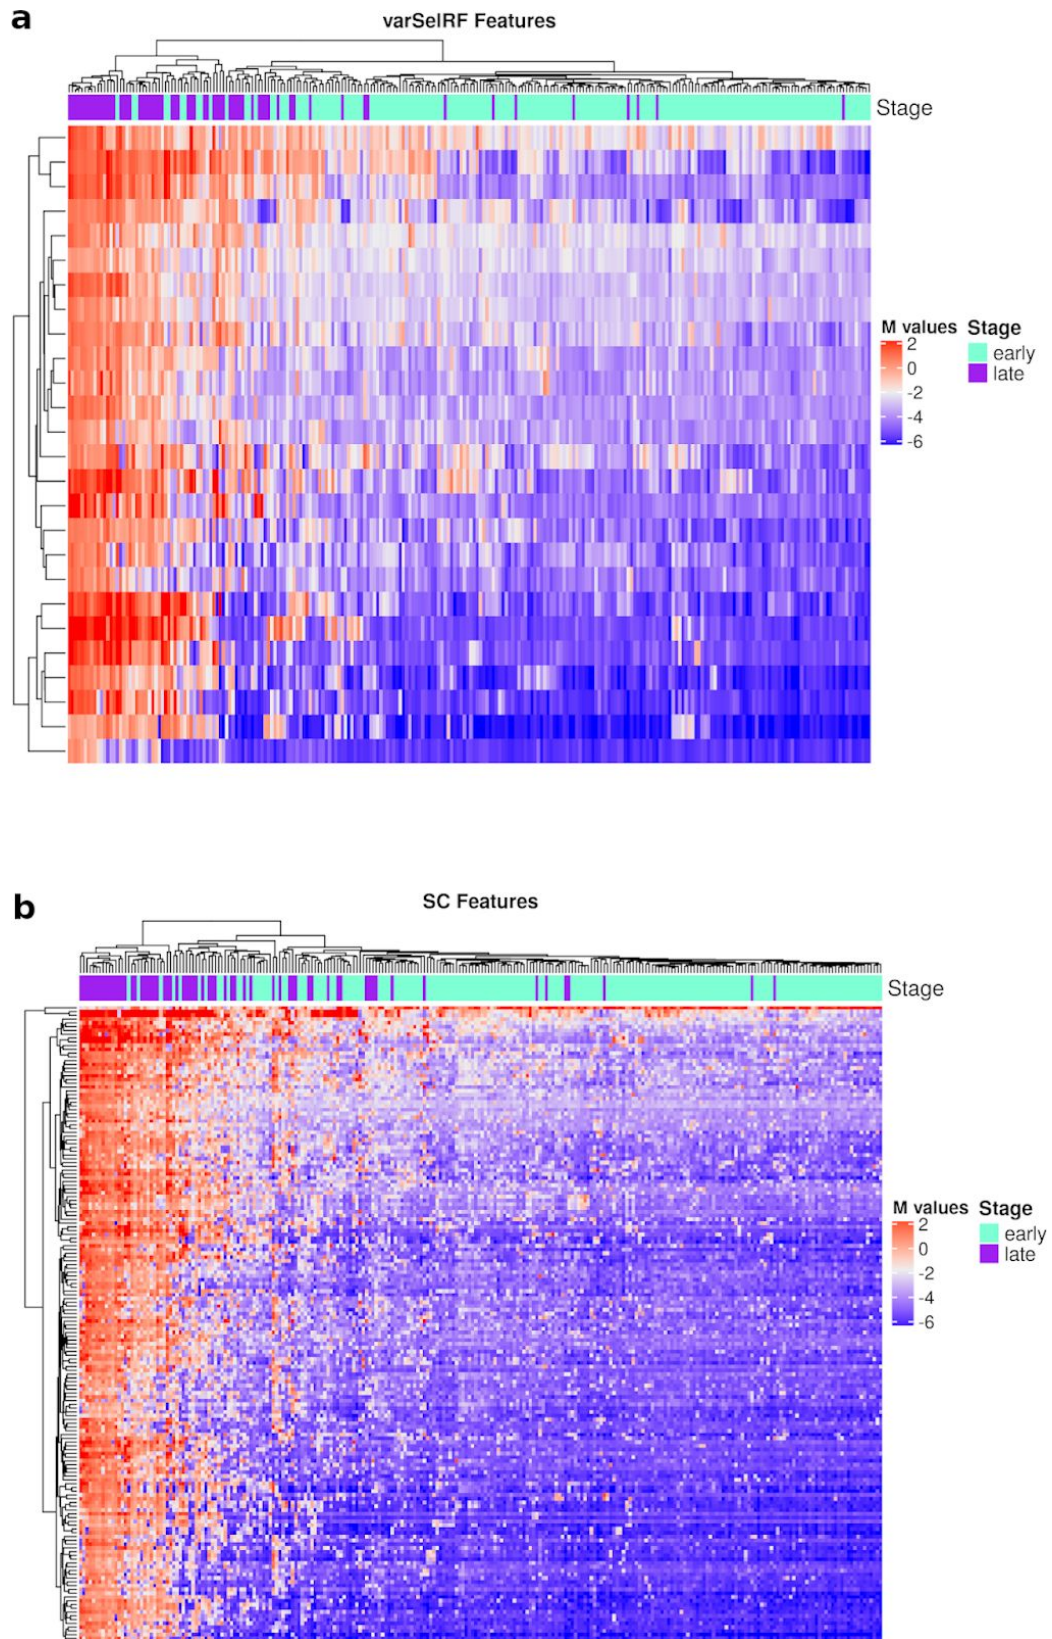 a
varSelRF Features
Stage
M values Stage
2
0
-2
-4
-6
early
late
b
SC Features
Stage
M values Stage
2
0
-2
-4
-6
early
late